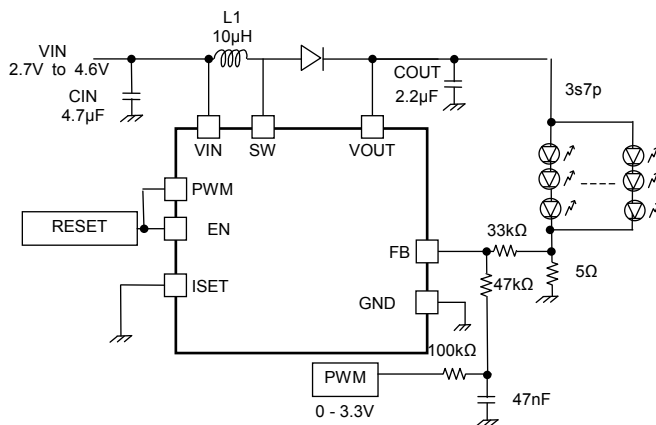 L1
10µH
VIN
2.7V to 4.6V
CIN
4.7µF
COUT
2.2µF
3s7p
VIN
SW
VOUT
PWM
RESET
EN
FB
33kΩ
5Ω
47kΩ
ISET
GND
100kΩ
PWM
0 - 3.3V
47nF